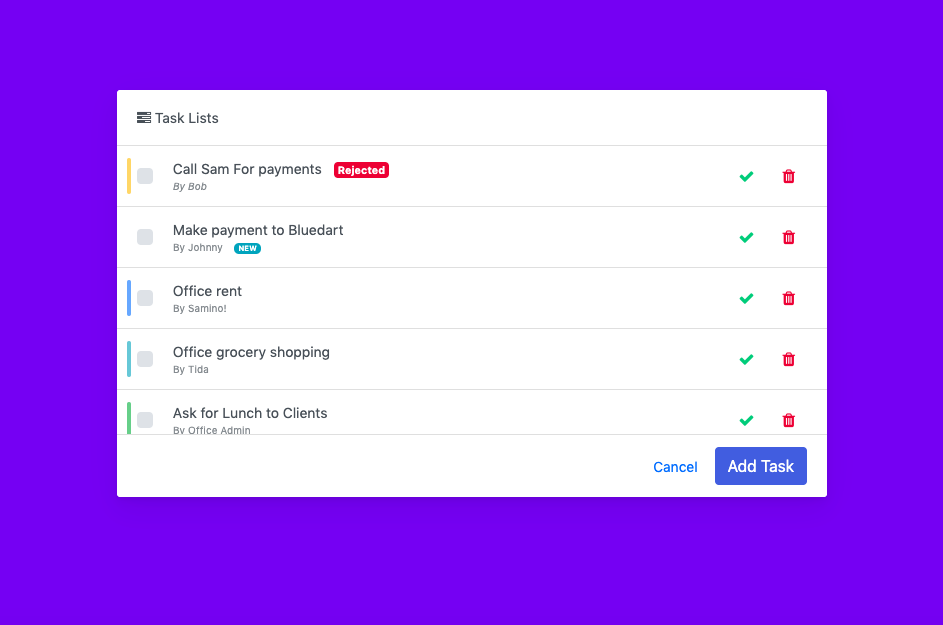 Task Lists
Call Sam For payments Rejected
By Bob
Make payment to Bluedart
By Johnny NEW
Office rent
By Samino!
Office grocery shopping
By Tida
Ask for Lunch to Clients
By Office Admin
Cancel Add Task